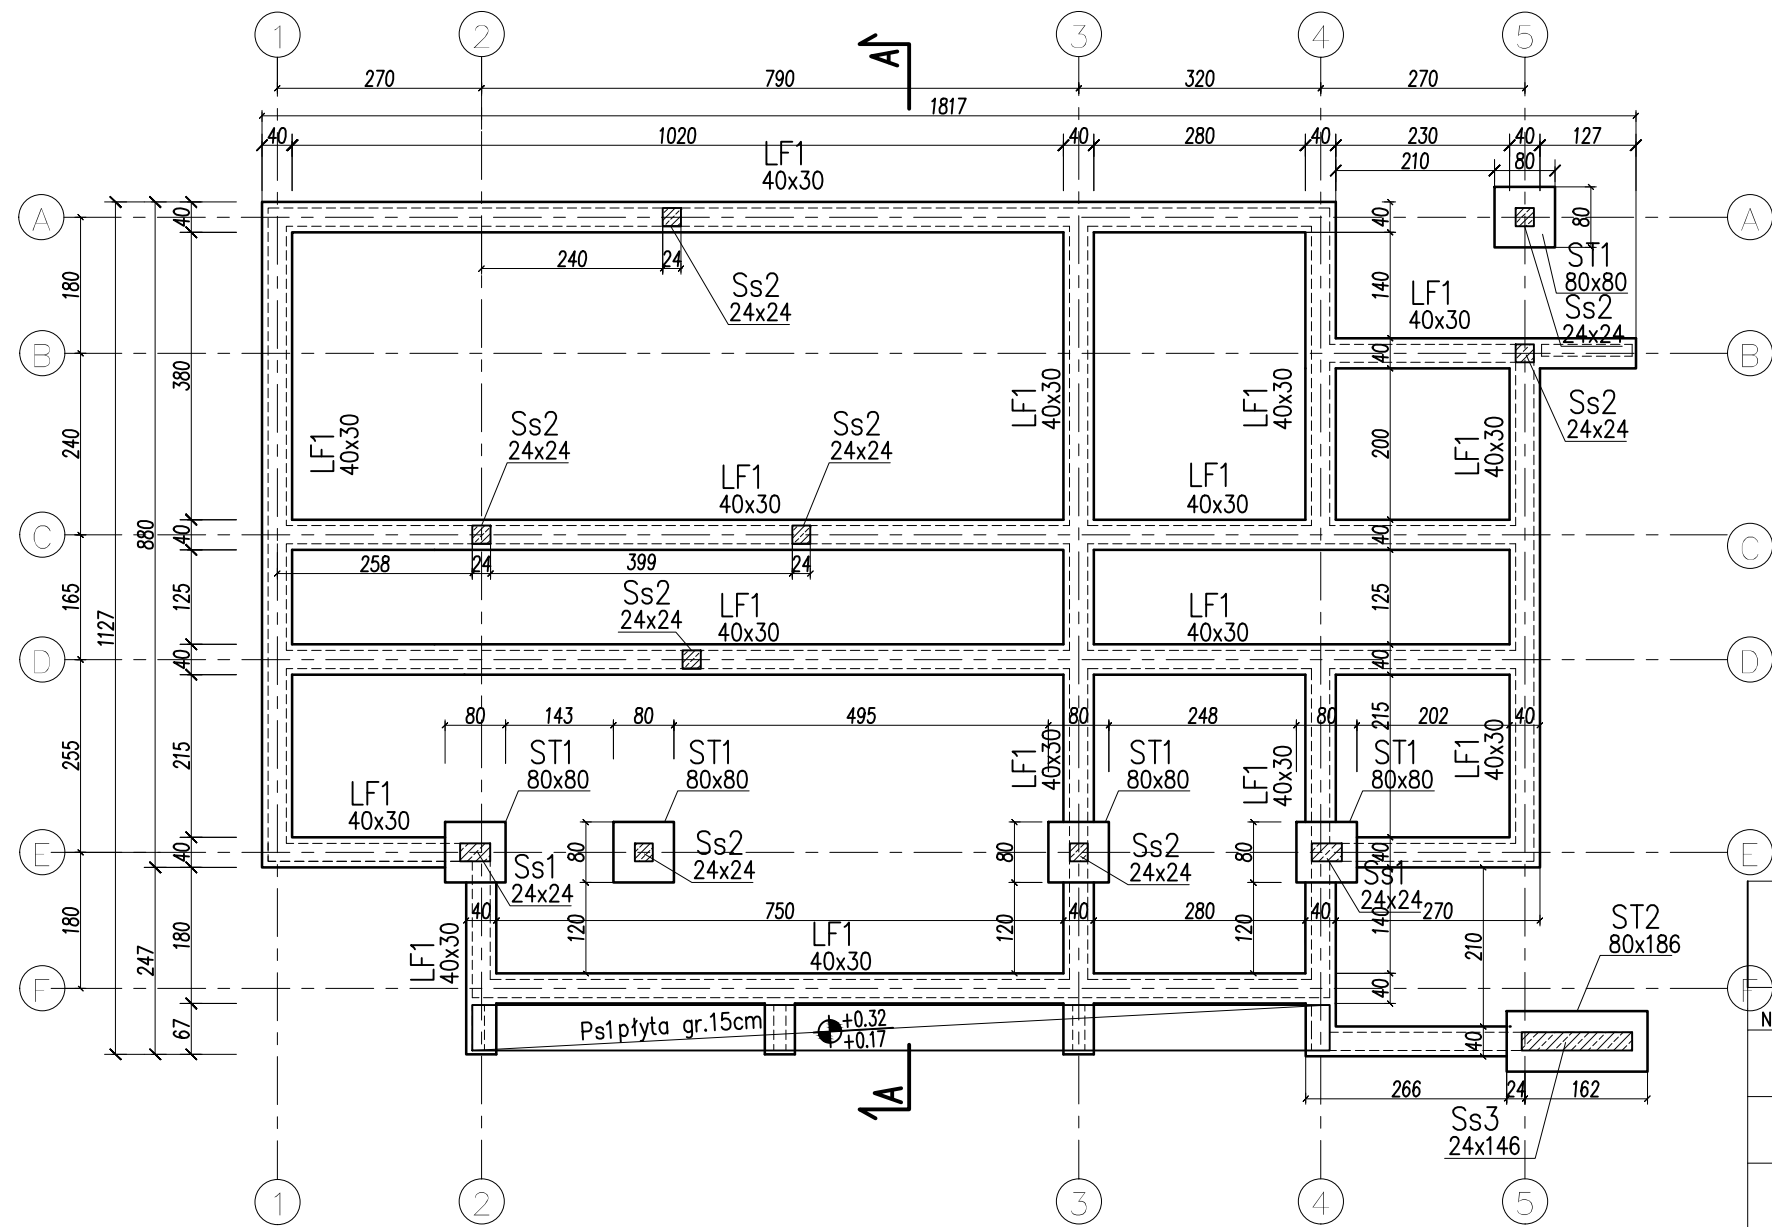 1
2
3
4
5
270
790
320
270
A
1817
40
1020
40
280
40
230
40
127
LF1
40x30
210
80
A
A
40
40
80
ST1
80x80
240
24
Ss2
24x24
180
140
LF1
40x30
Ss2
24x24
B
B
40
380
LF1
40x30
LF1
40x30
LF1
40x30
Ss2
24x24
Ss2
24x24
Ss2
24x24
240
200
LF1
40x30
LF1
40x30
LF1
40x30
C
C
880
40
40
258
24
399
24
165
125
125
1127
Ss2
24x24
LF1
40x30
LF1
40x30
D
D
40
40
80
143
80
495
80
248
80
202
40
255
215
215
ST1
80x80
ST1
80x80
LF1
40x30
ST1
80x80
LF1
40x30
ST1
80x80
LF1
40x30
LF1
40x30
E
E
40
80
80
80
40
Ss1
24x24
Ss2
24x24
Ss2
24x24
Ss1
24x24
40
750
40
280
40
270
180
180
120
120
120
140
210
ST2
80x186
LF1
40x30
LF1
40x30
247
F
F
40
67
Ps1płyta gr.15cm
+0.32
+0.17
N
40
A
266
24
162
Ss3
24x146
1
2
3
4
5